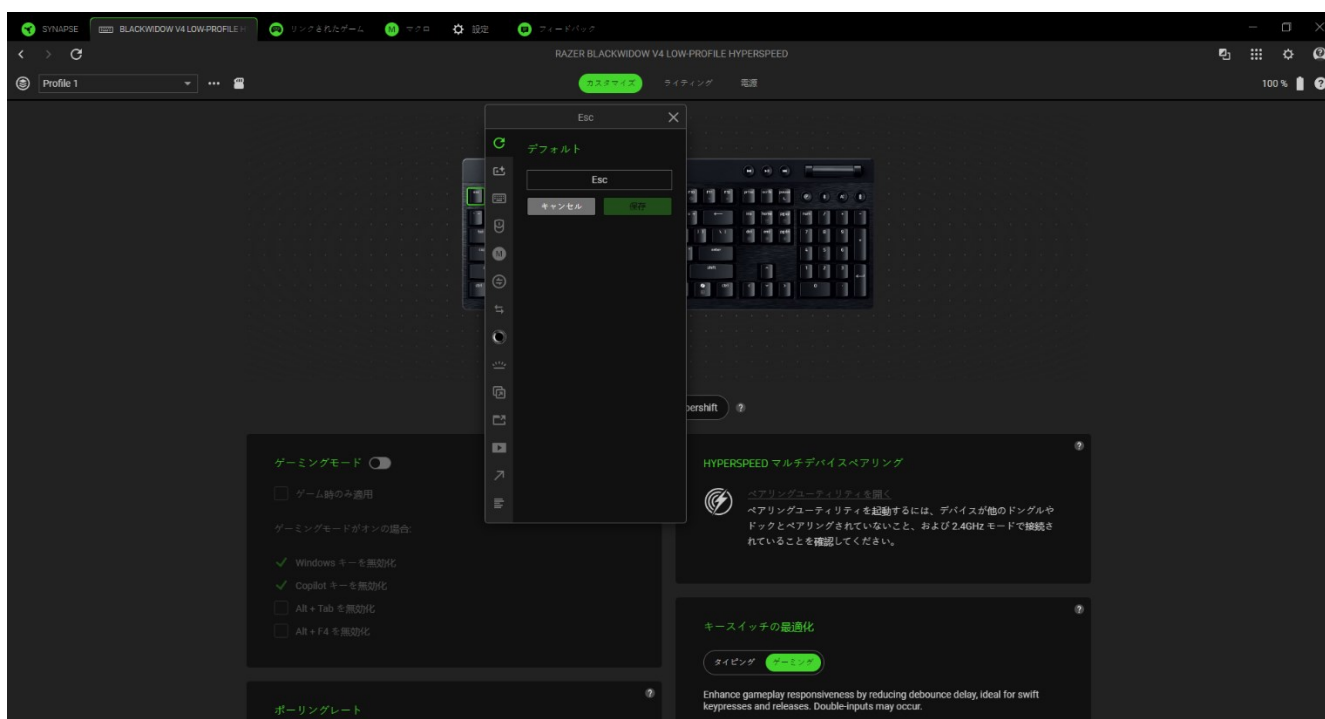 SYNAPSE
BLACKWIDOW V4 LOW-PROFILE H
リンクされたゲーム
マクロ
設定
フィードバック
RAZER BLACKWIDOW V4 LOW-PROFILE HYPERSPEED
Profile 1
カスタマイズ
ライティング
電源
100 %
Esc
デフォルト
Esc
キャンセル
保存
pershift
ゲーミングモード
ゲーム時のみ適用
ゲーミングモードがオンの場合:
Windows キーを無効化
Copilot キーを無効化
Alt + Tab を無効化
Alt + F4 を無効化
ポーリングレート
HYPERSPEED マルチデバイスペアリング
ペアリングユーティリティを開く
ペアリングユーティリティを起動するには、デバイスが他のドングルや
ドックとペアリングされていないこと、および 2.4GHz モードで接続さ
れていることを確認してください。
キースイッチの最適化
タイピング
ゲーミング
Enhance gameplay responsiveness by reducing debounce delay, ideal for swift
keypresses and releases. Double-inputs may occur.